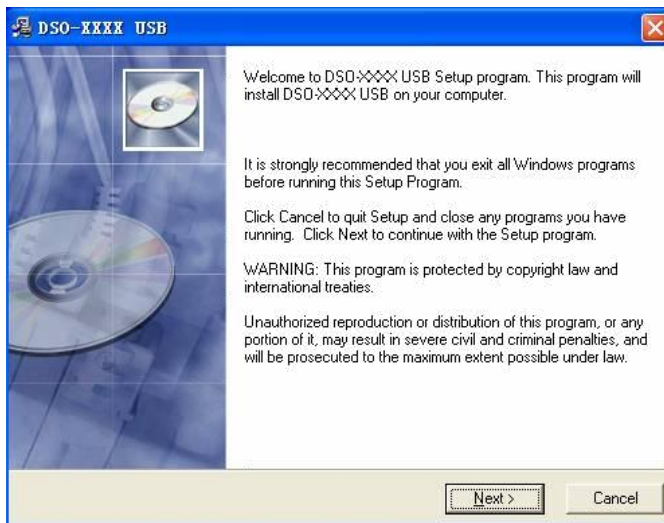 DSO-XXXX USB
Welcome to DSO-XXXX USB Setup program. This program will
install DSO-XXXX USB on your computer.
It is strongly recommended that you exit all Windows programs
before running this Setup Program.
Click Cancel to quit Setup and close any programs you have
running. Click Next to continue with the Setup program.
WARNING: This program is protected by copyright law and
international treaties.
Unauthorized reproduction or distribution of this program, or any
portion of it, may result in severe civil and criminal penalties, and
will be prosecuted to the maximum extent possible under law.
Next >
Cancel